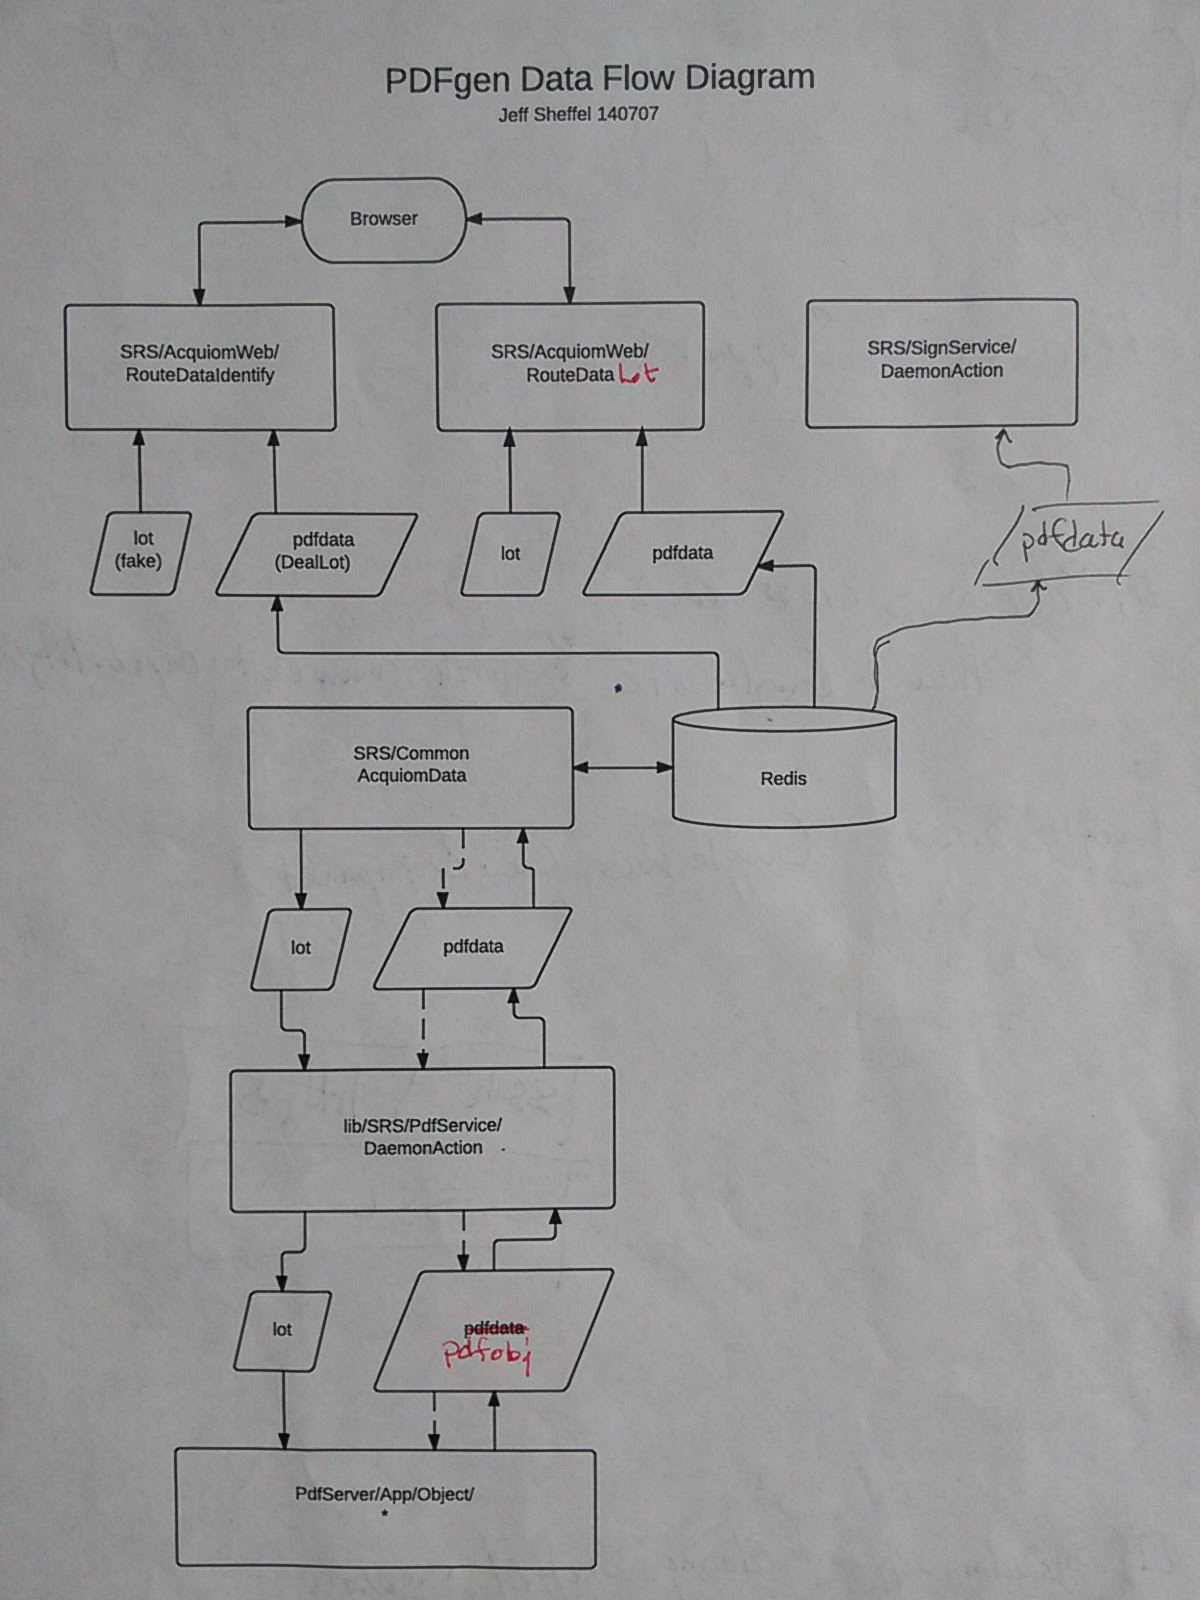 PDFgen Data Flow Diagram
Jeff Sheffel 140707
Browser
SRS/AcquiomWeb/
RouteDataIdentify
SRS/AcquiomWeb/
RouteData Lot
SRS/SignService/
DaemonAction
lot
(fake)
pdfdata
(DealLot)
lot
pdfdata
pdfdata
SRS/Common
AcquiomData
Redis
lot
pdfdata
lib/SRS/PdfService/
DaemonAction
lot
pdfdata
pdfobj
PdfServer/App/Object/
*